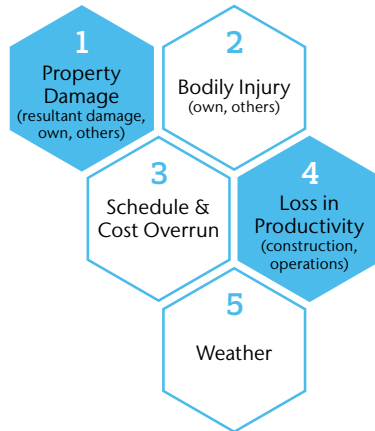 1
Property
Damage
(resultant damage,
own, others)
2
Bodily Injury
(own, others)
3
Schedule &
Cost Overrun
4
Loss in
Productivity
(construction,
operations)
5
Weather